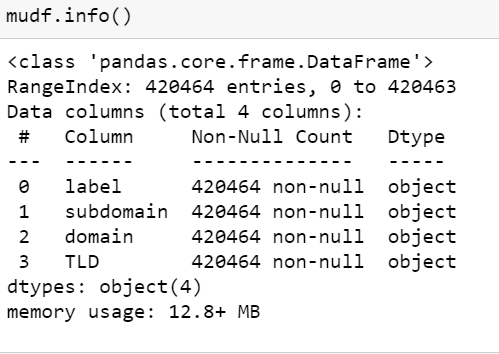 mudf.info()
<class 'pandas.core.frame.DataFrame'>
RangeIndex: 420464 entries, 0 to 420463
Data columns (total 4 columns):
 #   Column     Non-Null Count   Dtype
---  ------     --------------   -----
 0   label      420464 non-null  object
 1   subdomain  420464 non-null  object
 2   domain     420464 non-null  object
 3   TLD        420464 non-null  object
dtypes: object(4)
memory usage: 12.8+ MB